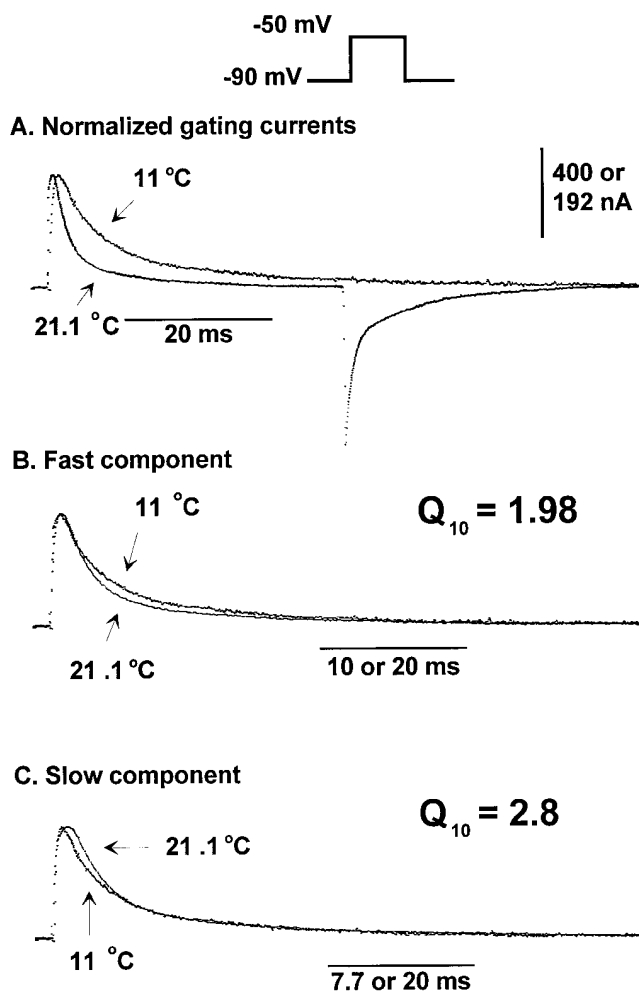 -50 mV
-90 mV
A. Normalized gating currents
400 or
192 nA
11 °C
21.1 °C
20 ms
B. Fast component
11 °C
Q10 = 1.98
21 .1 °C
10 or 20 ms
C. Slow component
Q10 = 2.8
21 .1 °C
11 °C
7.7 or 20 ms